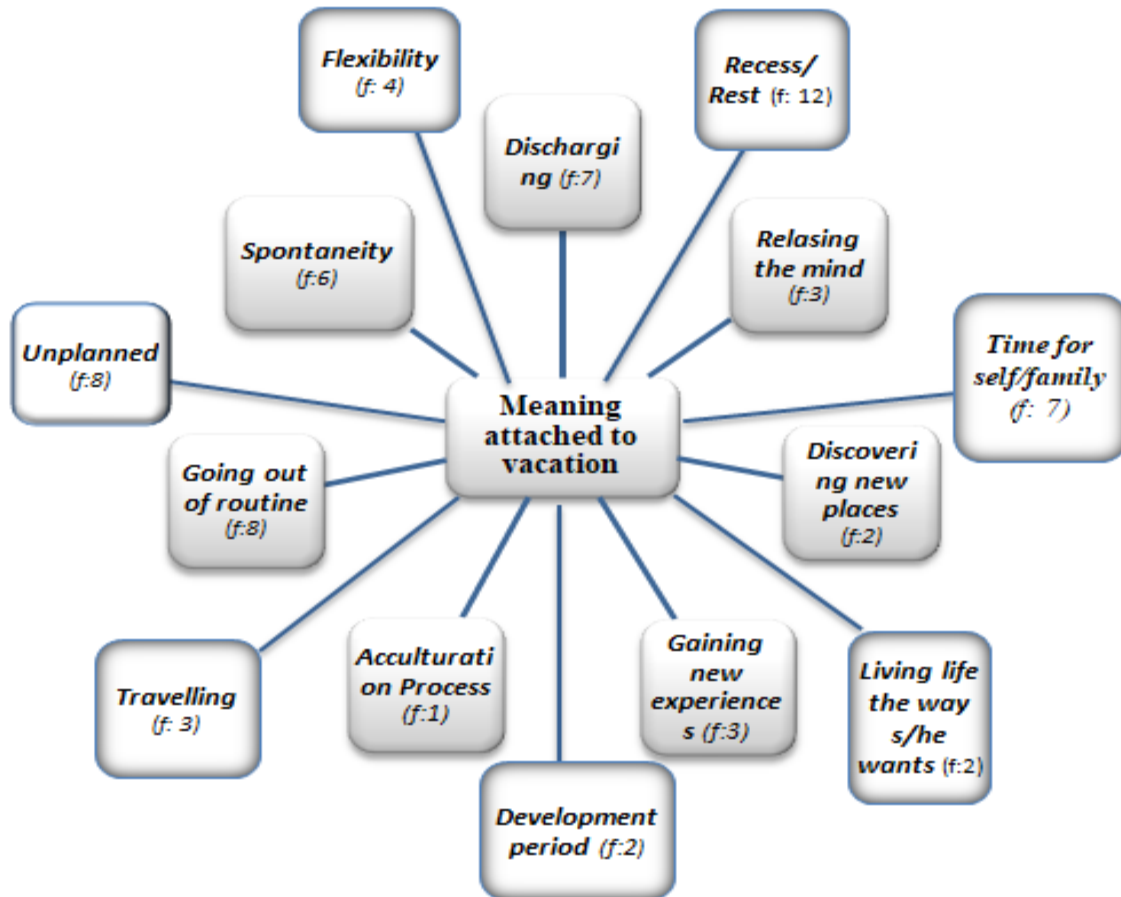 Flexibility
(f: 4)
Recess/
Rest (f: 12)
Dischargi
ng (f:7)
Spontaneity
(f:6)
Relasing
the mind
(f:3)
Unplanned
(f:8)
Time for
self/family
(f: 7)
Meaning
attached to
vacation
Going out
of routine
(f:8)
Discoveri
ng new
places
(f:2)
Travelling
(f: 3)
Acculturati
on Process
(f:1)
Gaining
new
experience
s (f:3)
Living life
the way
s/he
wants (f:2)
Development
period (f:2)